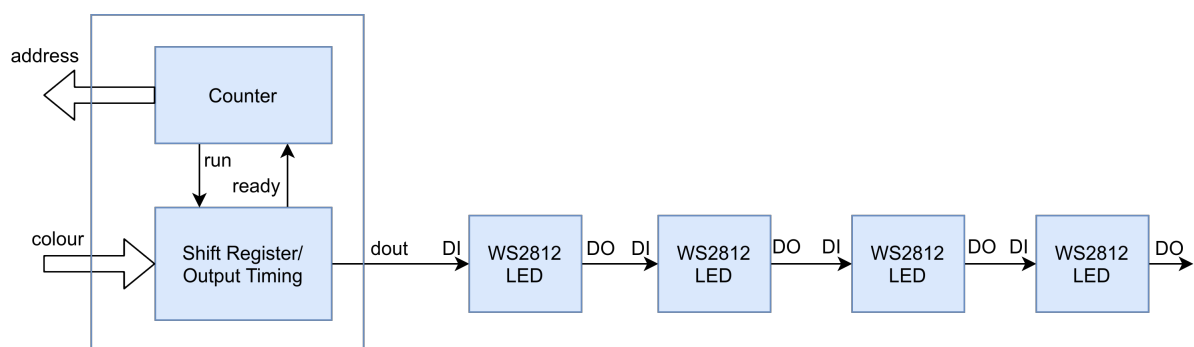 address
Counter
run
ready
colour
Shift Register/
Output Timing
dout
DI
WS2812
LED
DO
DI
WS2812
LED
DO
DI
WS2812
LED
DO
DI
WS2812
LED
DO